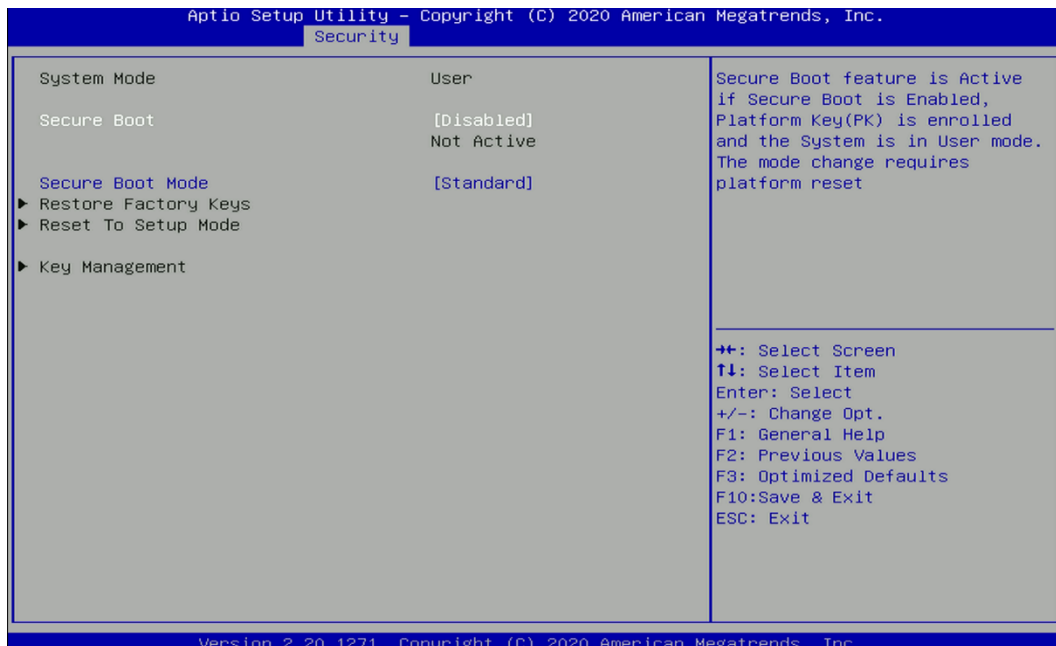 Aptio Setup Utility – Copyright (C) 2020 American Megatrends, Inc.
Security
System Mode User
Secure Boot [Disabled]
Not Active
Secure Boot Mode [Standard]
▶ Restore Factory Keys
▶ Reset To Setup Mode
▶ Key Management
Secure Boot feature is Active
if Secure Boot is Enabled,
Platform Key(PK) is enrolled
and the System is in User mode.
The mode change requires
platform reset
→←: Select Screen
↑↓: Select Item
Enter: Select
+/-: Change Opt.
F1: General Help
F2: Previous Values
F3: Optimized Defaults
F10:Save & Exit
ESC: Exit
Version 2.20.1271. Copyright (C) 2020 American Megatrends, Inc.